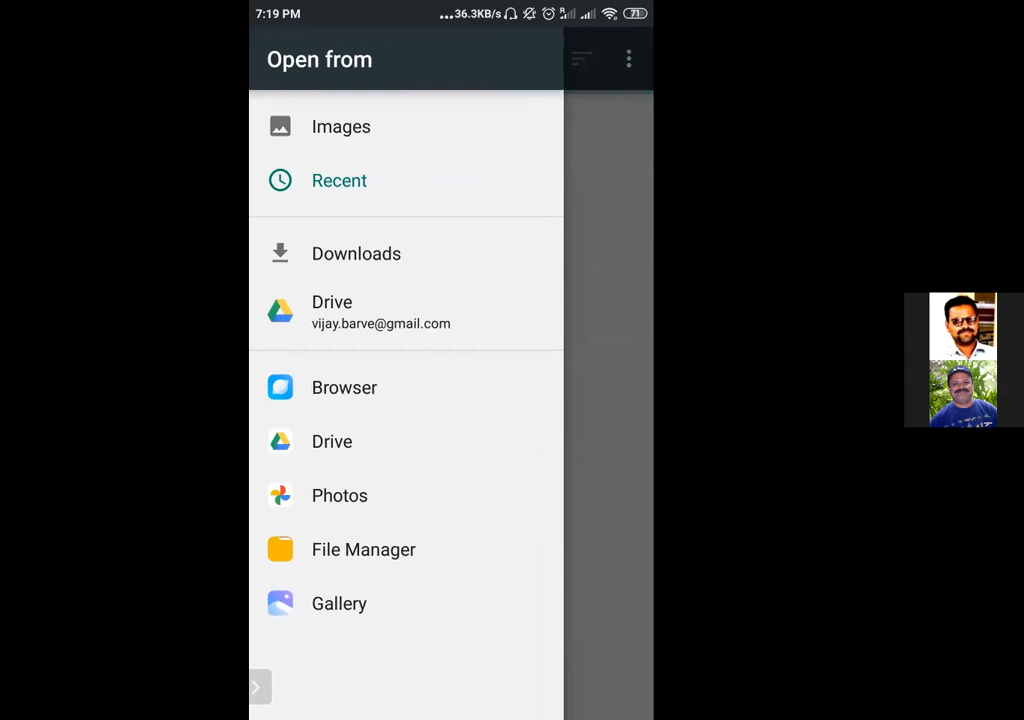 7:19 PM
...36.3KB/s
R
71
Open from
Images
Recent
Downloads
Drive
vijay.barve@gmail.com
Browser
Drive
Photos
File Manager
Gallery